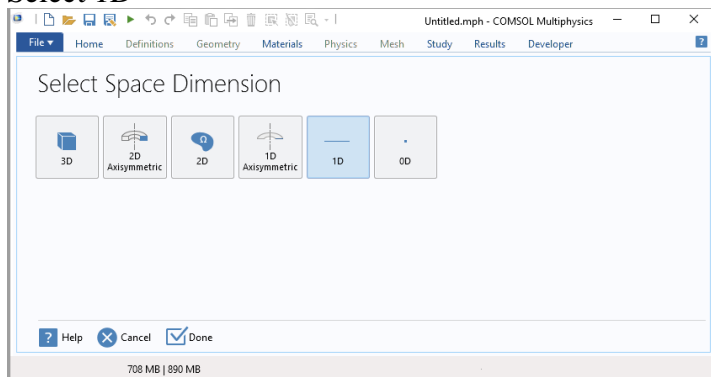 Select 1D
Untitled.mph - COMSOL Multiphysics
File Home Definitions Geometry Materials Physics Mesh Study Results Developer ?
Select Space Dimension
3D
2D Axisymmetric
Ω
2D
1D Axisymmetric
1D
0D
? Help Cancel Done
708 MB | 890 MB